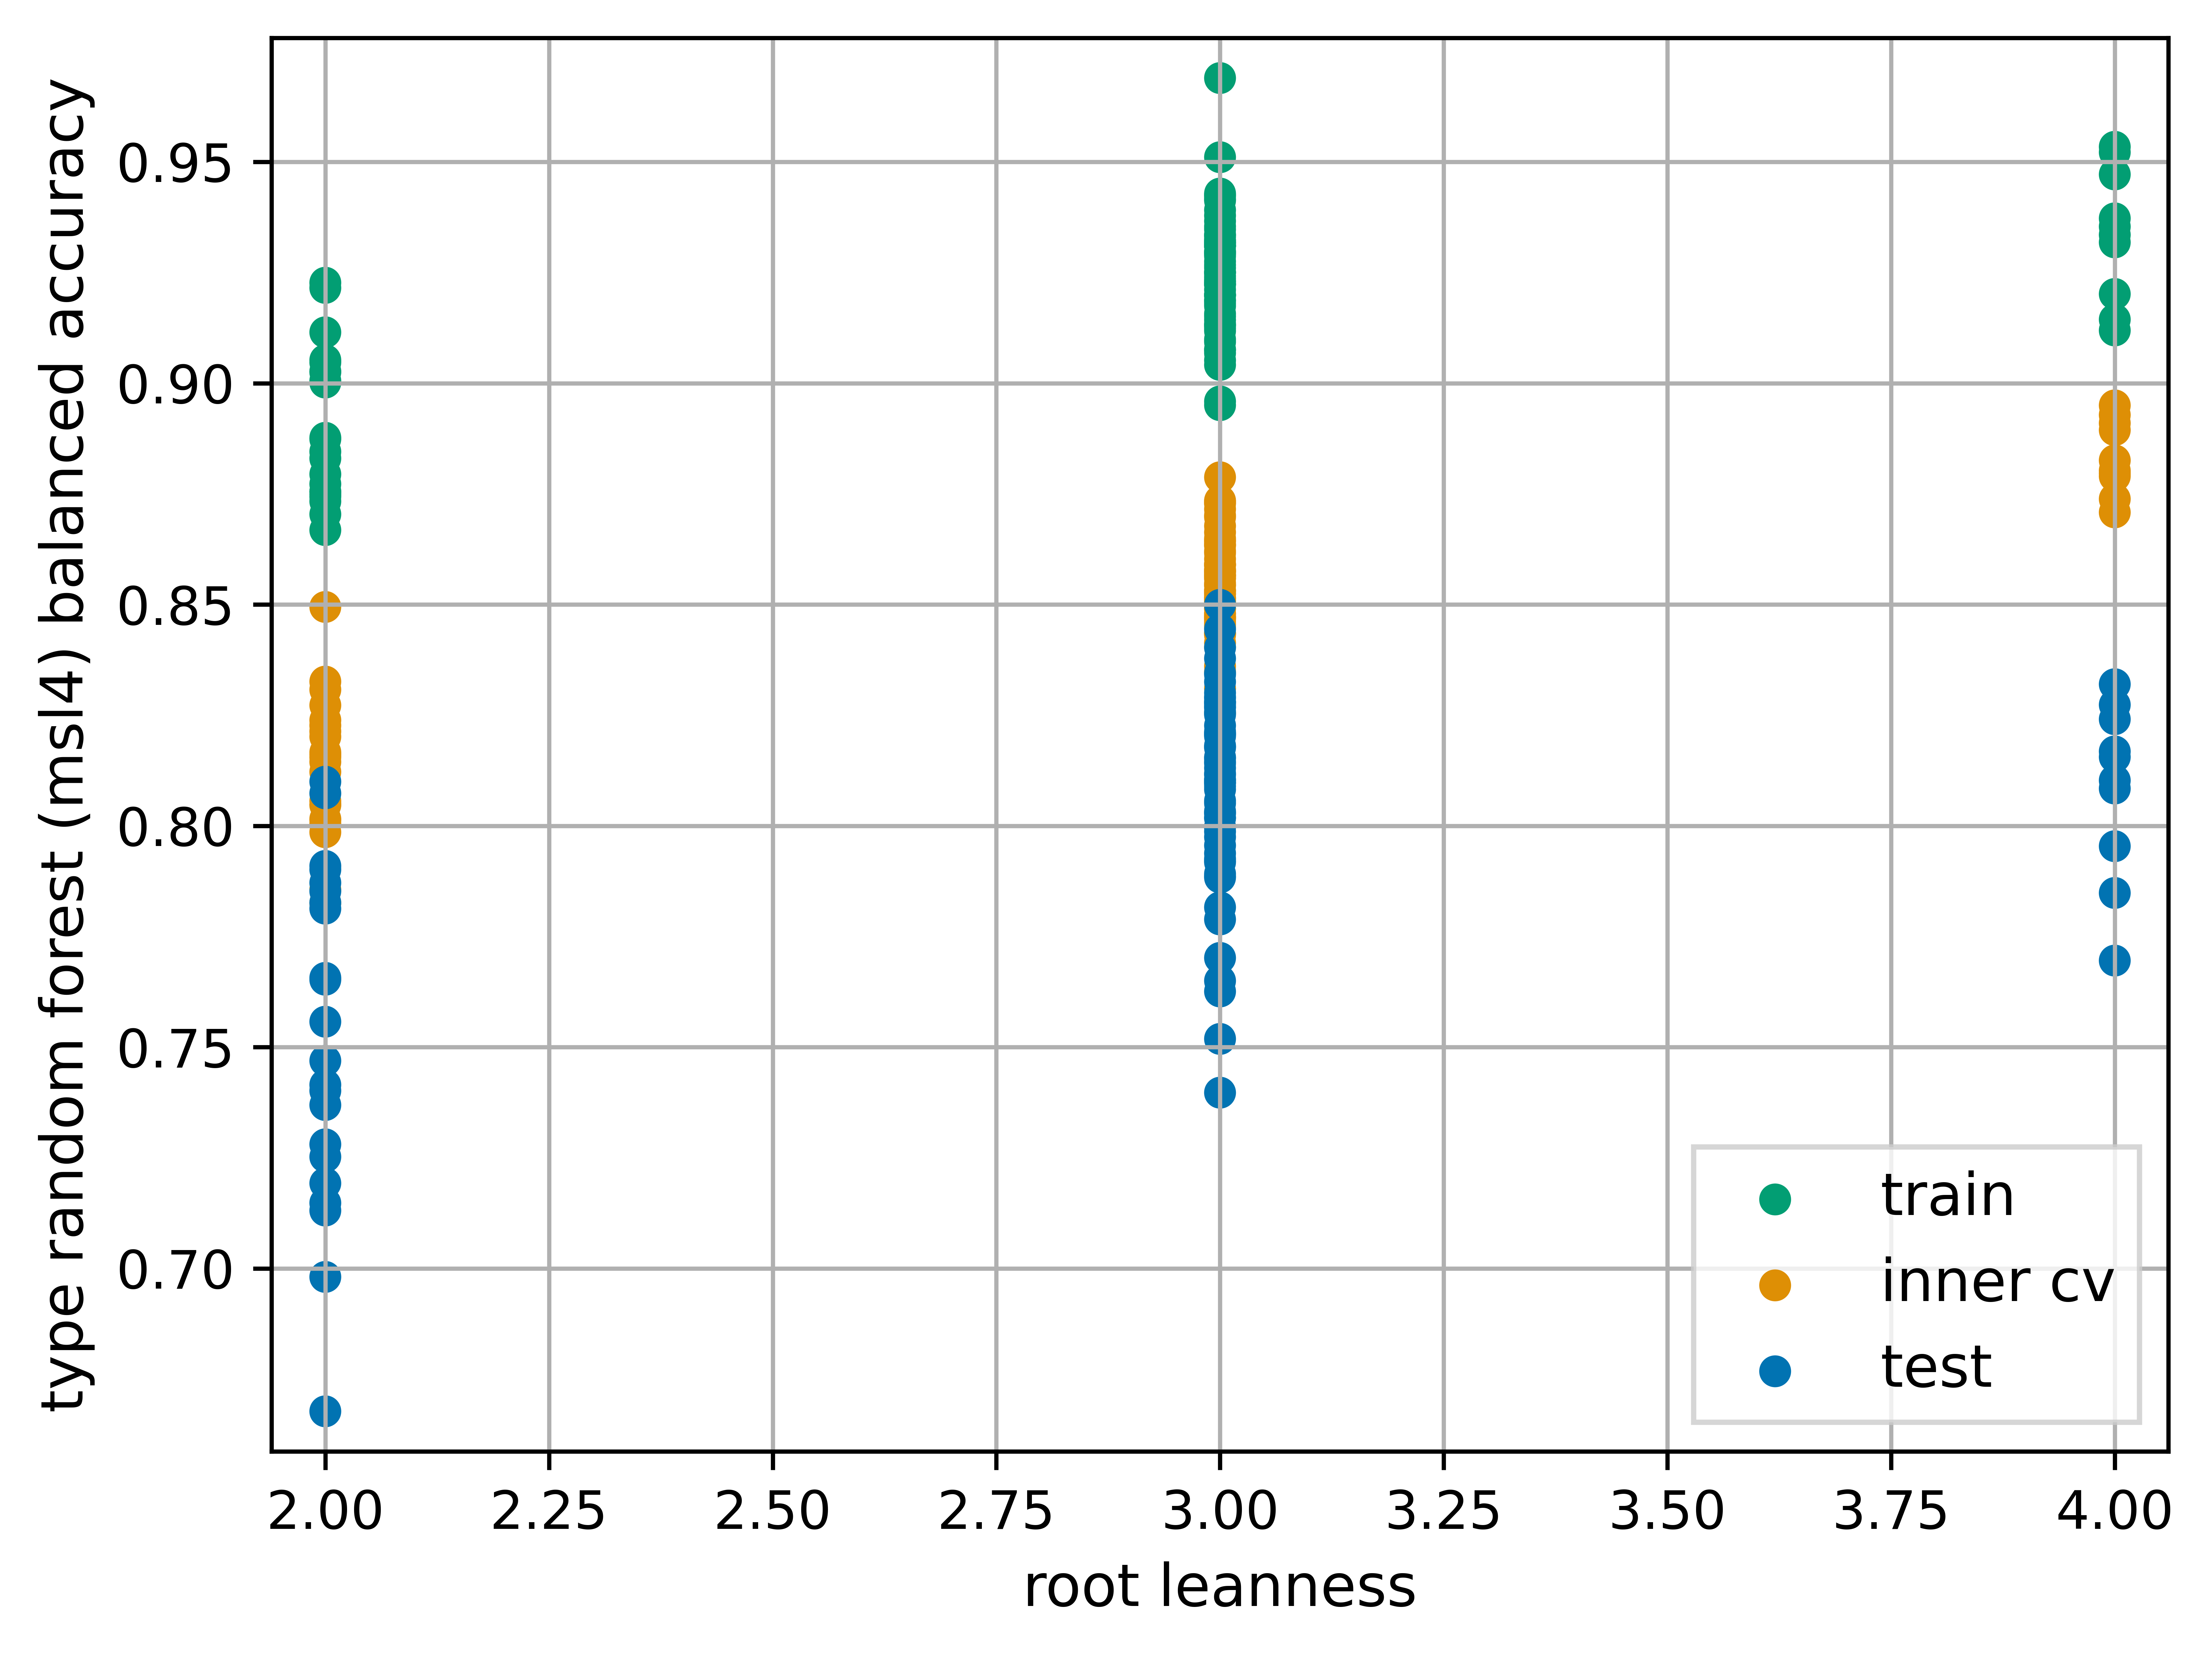 type random forest (msl4) balanced accuracy
0.95
0.90
0.85
0.80
0.75
0.70
train
inner cv
test
2.00 2.25 2.50 2.75 3.00 3.25 3.50 3.75 4.00
root leanness